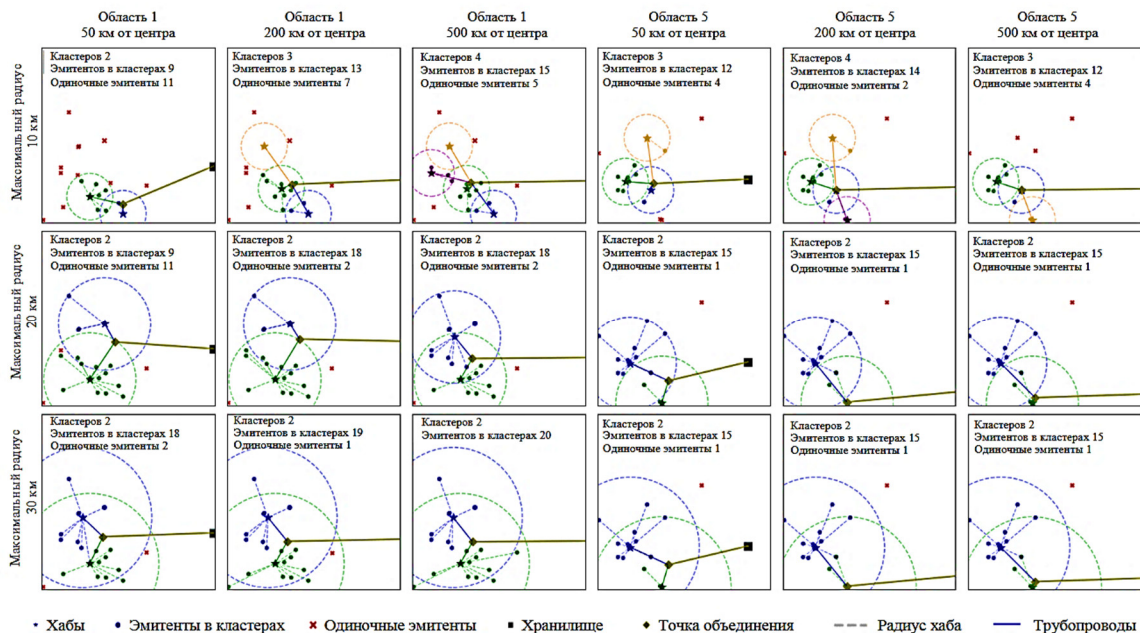 Область 1
50 км от центра
Область 1
200 км от центра
Область 1
500 км от центра
Область 5
50 км от центра
Область 5
200 км от центра
Область 5
500 км от центра
Максимальный радиус
10 км
Кластеров 2
Эмитентов в кластерах 9
Одиночные эмитенты 11
Кластеров 3
Эмитентов в кластерах 13
Одиночные эмитенты 7
Кластеров 4
Эмитентов в кластерах 15
Одиночные эмитенты 5
Кластеров 3
Эмитентов в кластерах 12
Одиночные эмитенты 4
Кластеров 4
Эмитентов в кластерах 14
Одиночные эмитенты 2
Кластеров 3
Эмитентов в кластерах 12
Одиночные эмитенты 4
Максимальный радиус
20 км
Кластеров 2
Эмитентов в кластерах 9
Одиночные эмитенты 11
Кластеров 2
Эмитентов в кластерах 18
Одиночные эмитенты 2
Кластеров 2
Эмитентов в кластерах 18
Одиночные эмитенты 2
Кластеров 2
Эмитентов в кластерах 15
Одиночные эмитенты 1
Кластеров 2
Эмитентов в кластерах 15
Одиночные эмитенты 1
Кластеров 2
Эмитентов в кластерах 15
Одиночные эмитенты 1
Максимальный радиус
30 км
Кластеров 2
Эмитентов в кластерах 18
Одиночные эмитенты 2
Кластеров 2
Эмитентов в кластерах 19
Одиночные эмитенты 1
Кластеров 2
Эмитентов в кластерах 20
Кластеров 2
Эмитентов в кластерах 15
Одиночные эмитенты 1
Кластеров 2
Эмитентов в кластерах 15
Одиночные эмитенты 1
Кластеров 2
Эмитентов в кластерах 15
Одиночные эмитенты 1
Хабы Эмитенты в кластерах Одиночные эмитенты Хранилище Точка объединения Радиус хаба Трубопроводы